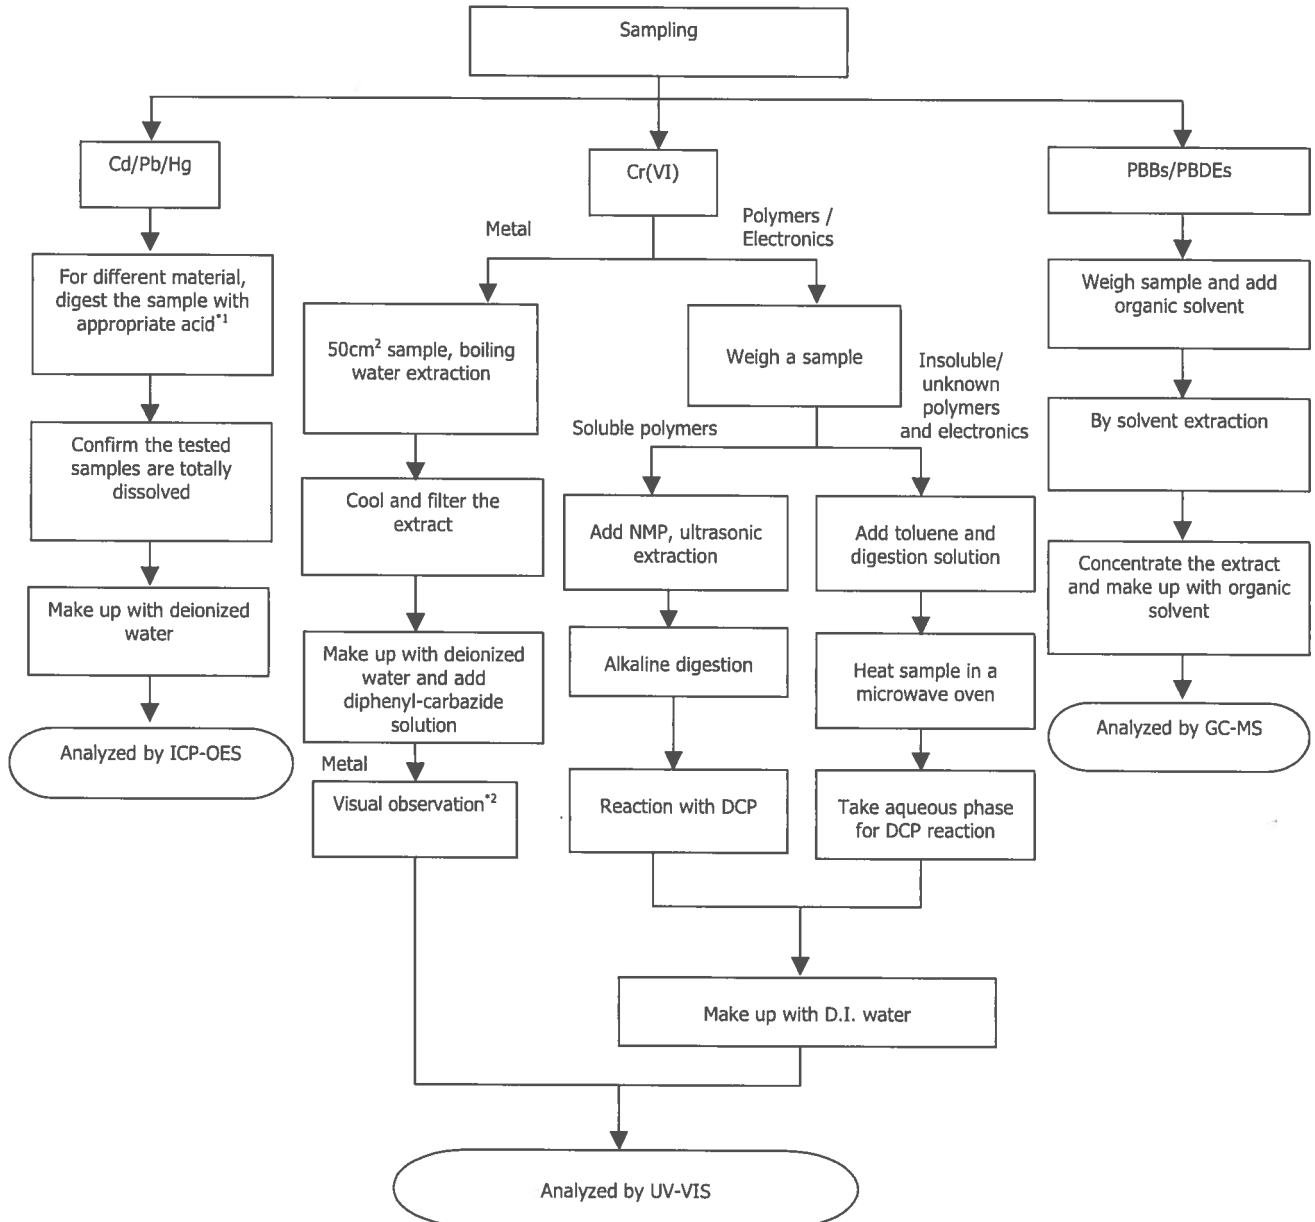 Sampling
Cd/Pb/Hg
Cr(VI)
PBBs/PBDEs
Metal
Polymers /
Electronics
For different material,
digest the sample with
appropriate acid*1
50cm² sample, boiling
water extraction
Weigh a sample
Weigh sample and add
organic solvent
Insoluble/
unknown
polymers
and electronics
Soluble polymers
Confirm the tested
samples are totally
dissolved
Cool and filter the
extract
Add NMP, ultrasonic
extraction
Add toluene and
digestion solution
By solvent extraction
Make up with deionized
water
Make up with deionized
water and add
diphenyl-carbazide
solution
Alkaline digestion
Heat sample in a
microwave oven
Concentrate the extract
and make up with organic
solvent
Analyzed by ICP-OES
Metal
Visual observation*2
Reaction with DCP
Take aqueous phase
for DCP reaction
Analyzed by GC-MS
Make up with D.I. water
Analyzed by UV-VIS